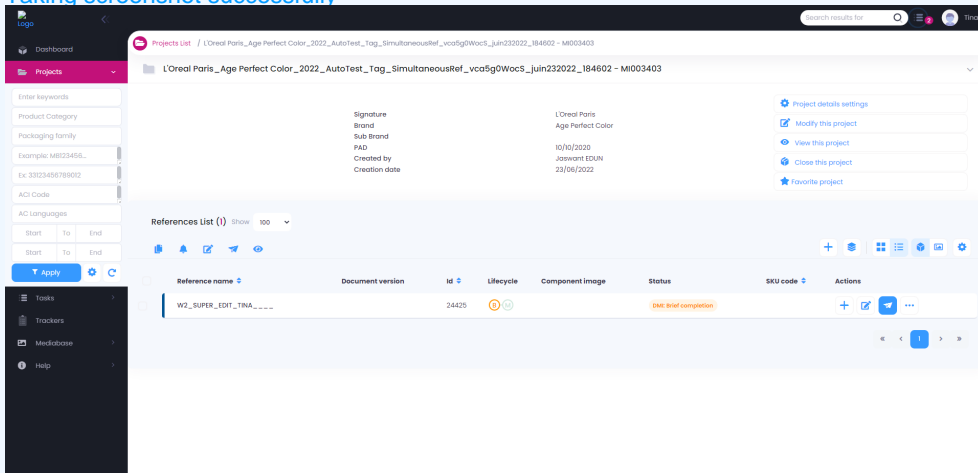 Taking screenshot successfully
Logo
Search results for
2
Tina
Dashboard
Projects
Enter keywords
Product Category
Packaging family
Example: MB123456...
Ex: 33123456789012
ACI Code
AC Languages
Start To End
Start To End
Apply
Tasks
Trackers
Mediabase
Help
Projects List / L'Oreal Paris_Age Perfect Color_2022_AutoTest_Tag_SimultaneousRef_vca5g0WocS_juin232022_184602 - MI003403
L'Oreal Paris_Age Perfect Color_2022_AutoTest_Tag_SimultaneousRef_vca5g0WocS_juin232022_184602 - MI003403
Signature L'Oreal Paris
Brand Age Perfect Color
Sub Brand
PAD 10/10/2020
Created by Jaswant EDUN
Creation date 23/06/2022
Project details settings
Modify this project
View this project
Close this project
Favorite project
References List (1) Show 100
Reference name Document version Id Lifecycle Component image Status SKU code Actions
W2_SUPER_EDIT_TINA____ 24425 R M DMI: Brief completion
« ‹ 1 › »